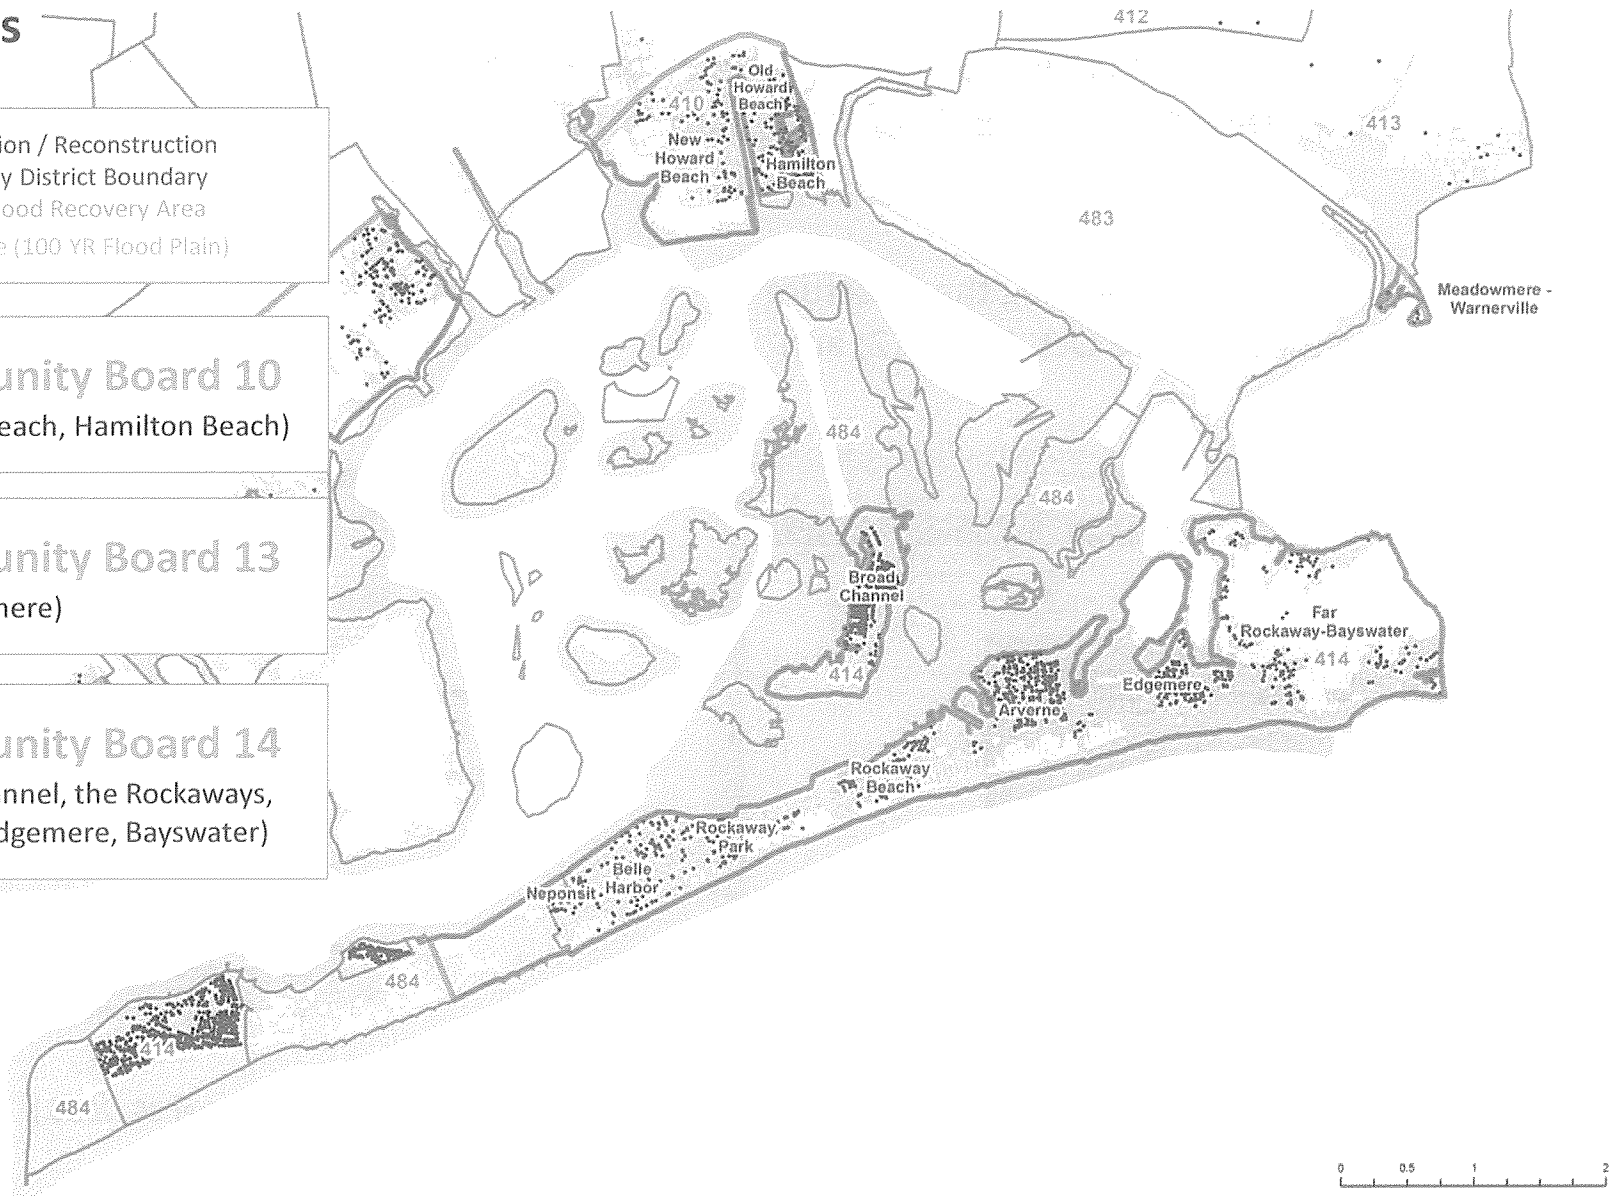 s
ion / Reconstruction
y District Boundary
ood Recovery Area
e (100 YR Flood Plain)
unity Board 10
each, Hamilton Beach)
unity Board 13
nere)
unity Board 14
annel, the Rockaways,
dgemere, Bayswater)
412
Old
Howard
Beach
410
New
Howard
Beach
Hamilton
Beach
413
483
Meadowmere -
Warnerville
484
484
Broad
Channel
414
Far
Rockaway-Bayswater
414
Edgemere
Arverne
Rockaway
Beach
Rockaway
Park
Belle
Harbor
Neponsit
484
414
484
0 0.5 1 2